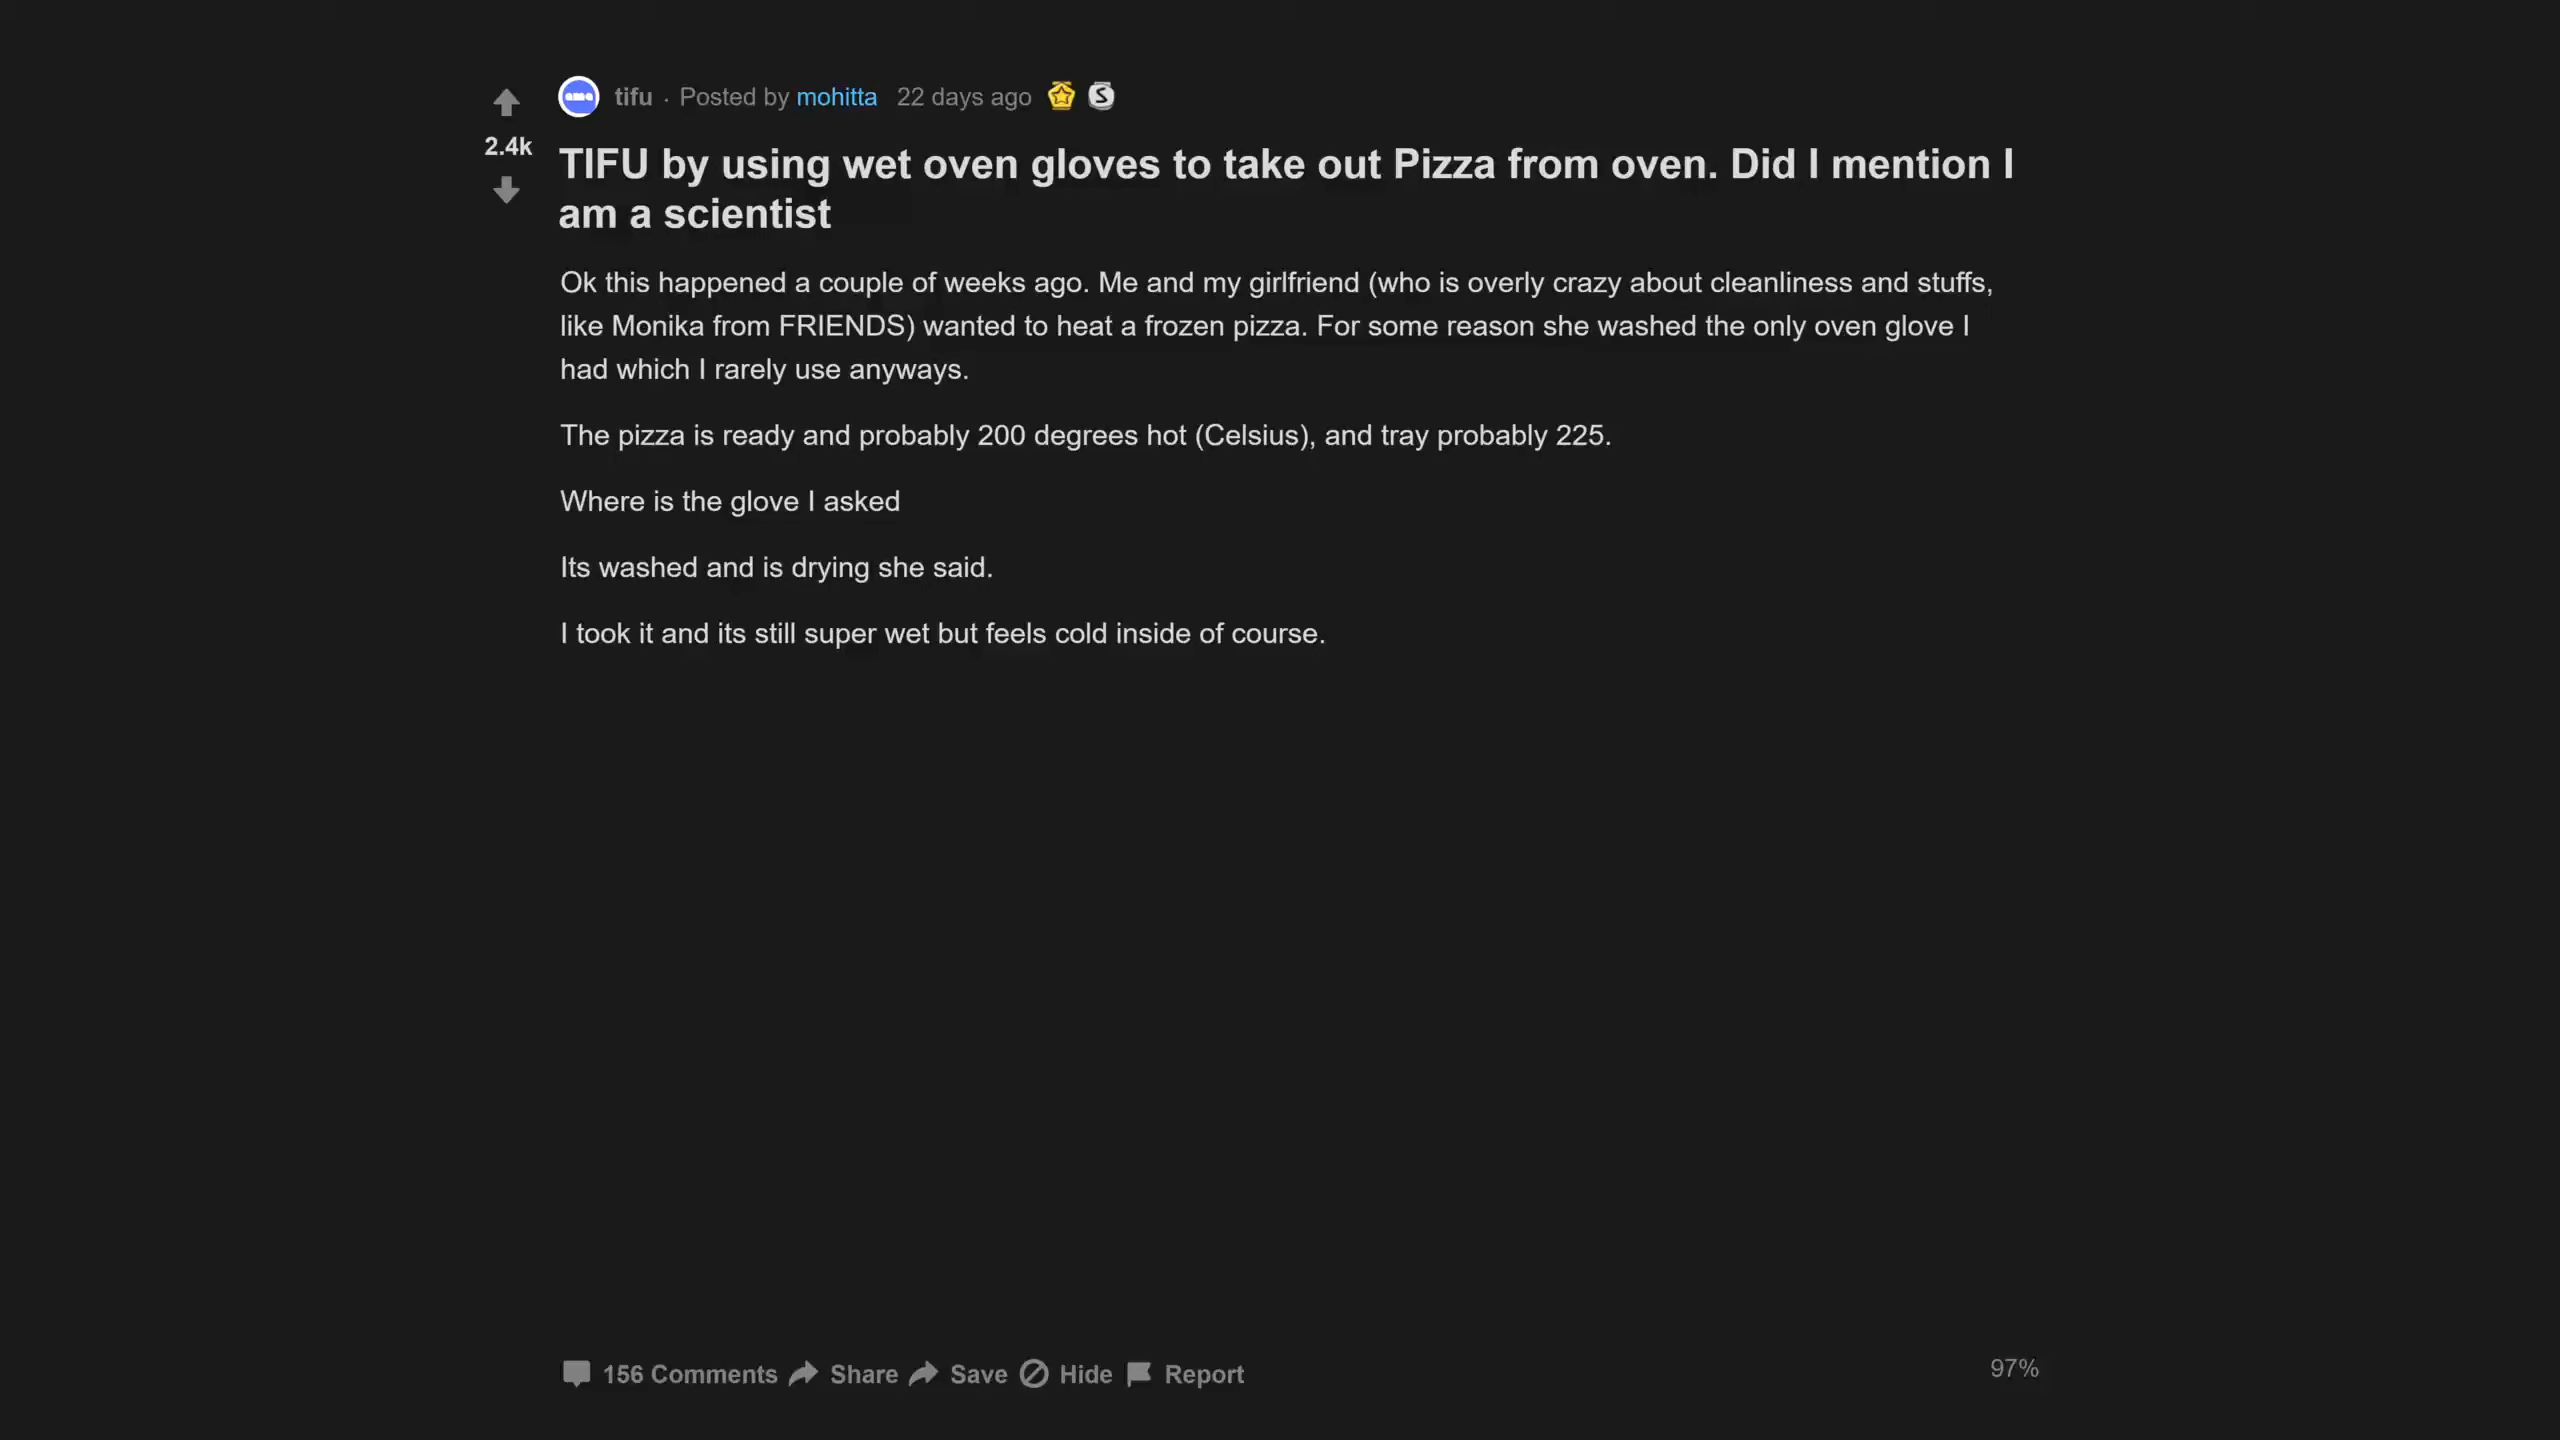 tifu · Posted by mohitta 22 days ago
2.4k
TIFU by using wet oven gloves to take out Pizza from oven. Did I mention I
am a scientist
Ok this happened a couple of weeks ago. Me and my girlfriend (who is overly crazy about cleanliness and stuffs,
like Monika from FRIENDS) wanted to heat a frozen pizza. For some reason she washed the only oven glove I
had which I rarely use anyways.
The pizza is ready and probably 200 degrees hot (Celsius), and tray probably 225.
Where is the glove I asked
Its washed and is drying she said.
I took it and its still super wet but feels cold inside of course.
156 Comments Share Save Hide Report
97%